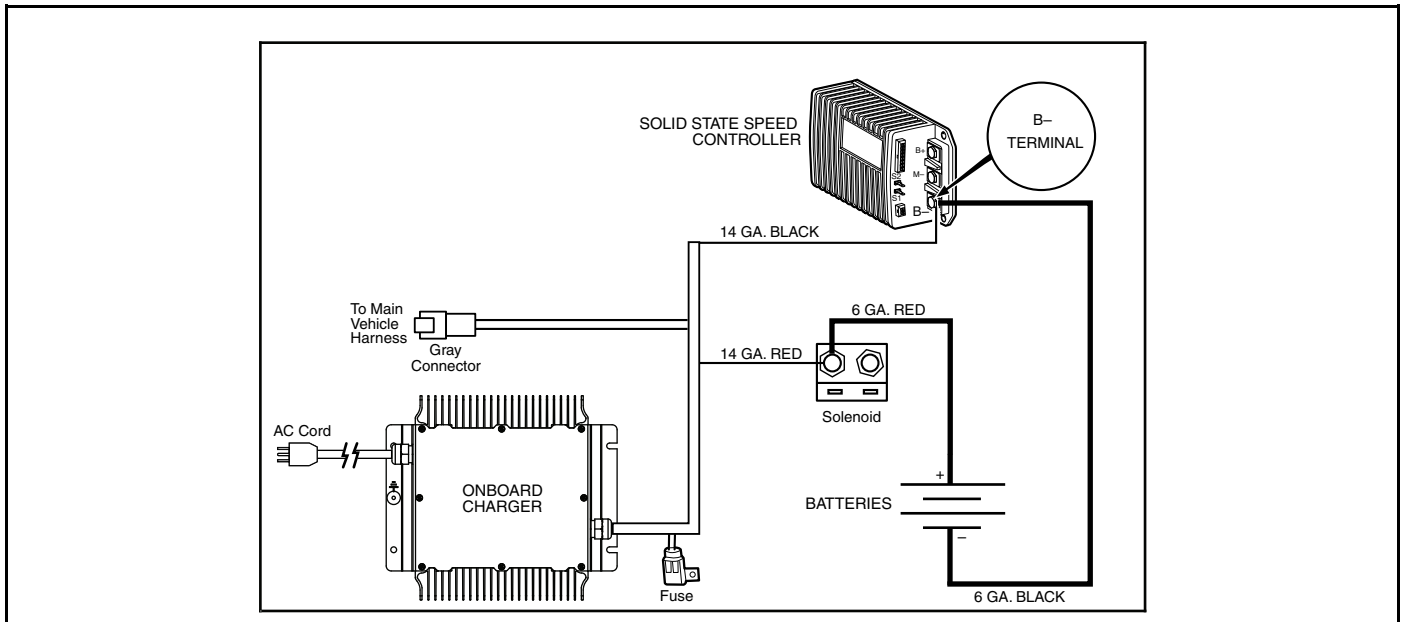 SOLID STATE SPEED
CONTROLLER
B–
TERMINAL
B+
M–
B–
14 GA. BLACK
To Main
Vehicle
Harness
Gray
Connector
6 GA. RED
14 GA. RED
Solenoid
AC Cord
ONBOARD
CHARGER
+
BATTERIES
–
Fuse
6 GA. BLACK